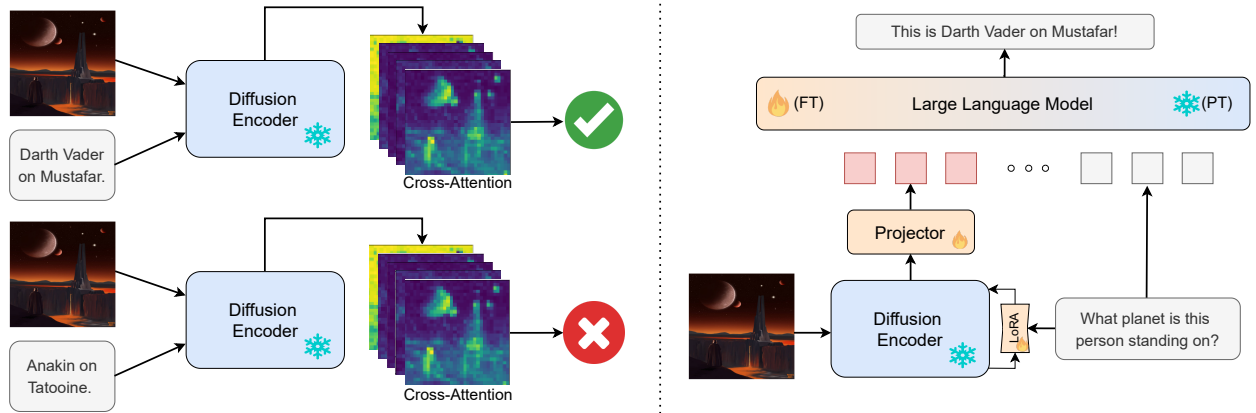 Darth Vader
on Mustafar.
Diffusion
Encoder
Cross-Attention
Anakin on
Tatooine.
Diffusion
Encoder
Cross-Attention
This is Darth Vader on Mustafar!
(FT)
Large Language Model
(PT)
Projector
Diffusion
Encoder
LoRA
What planet is this
person standing on?